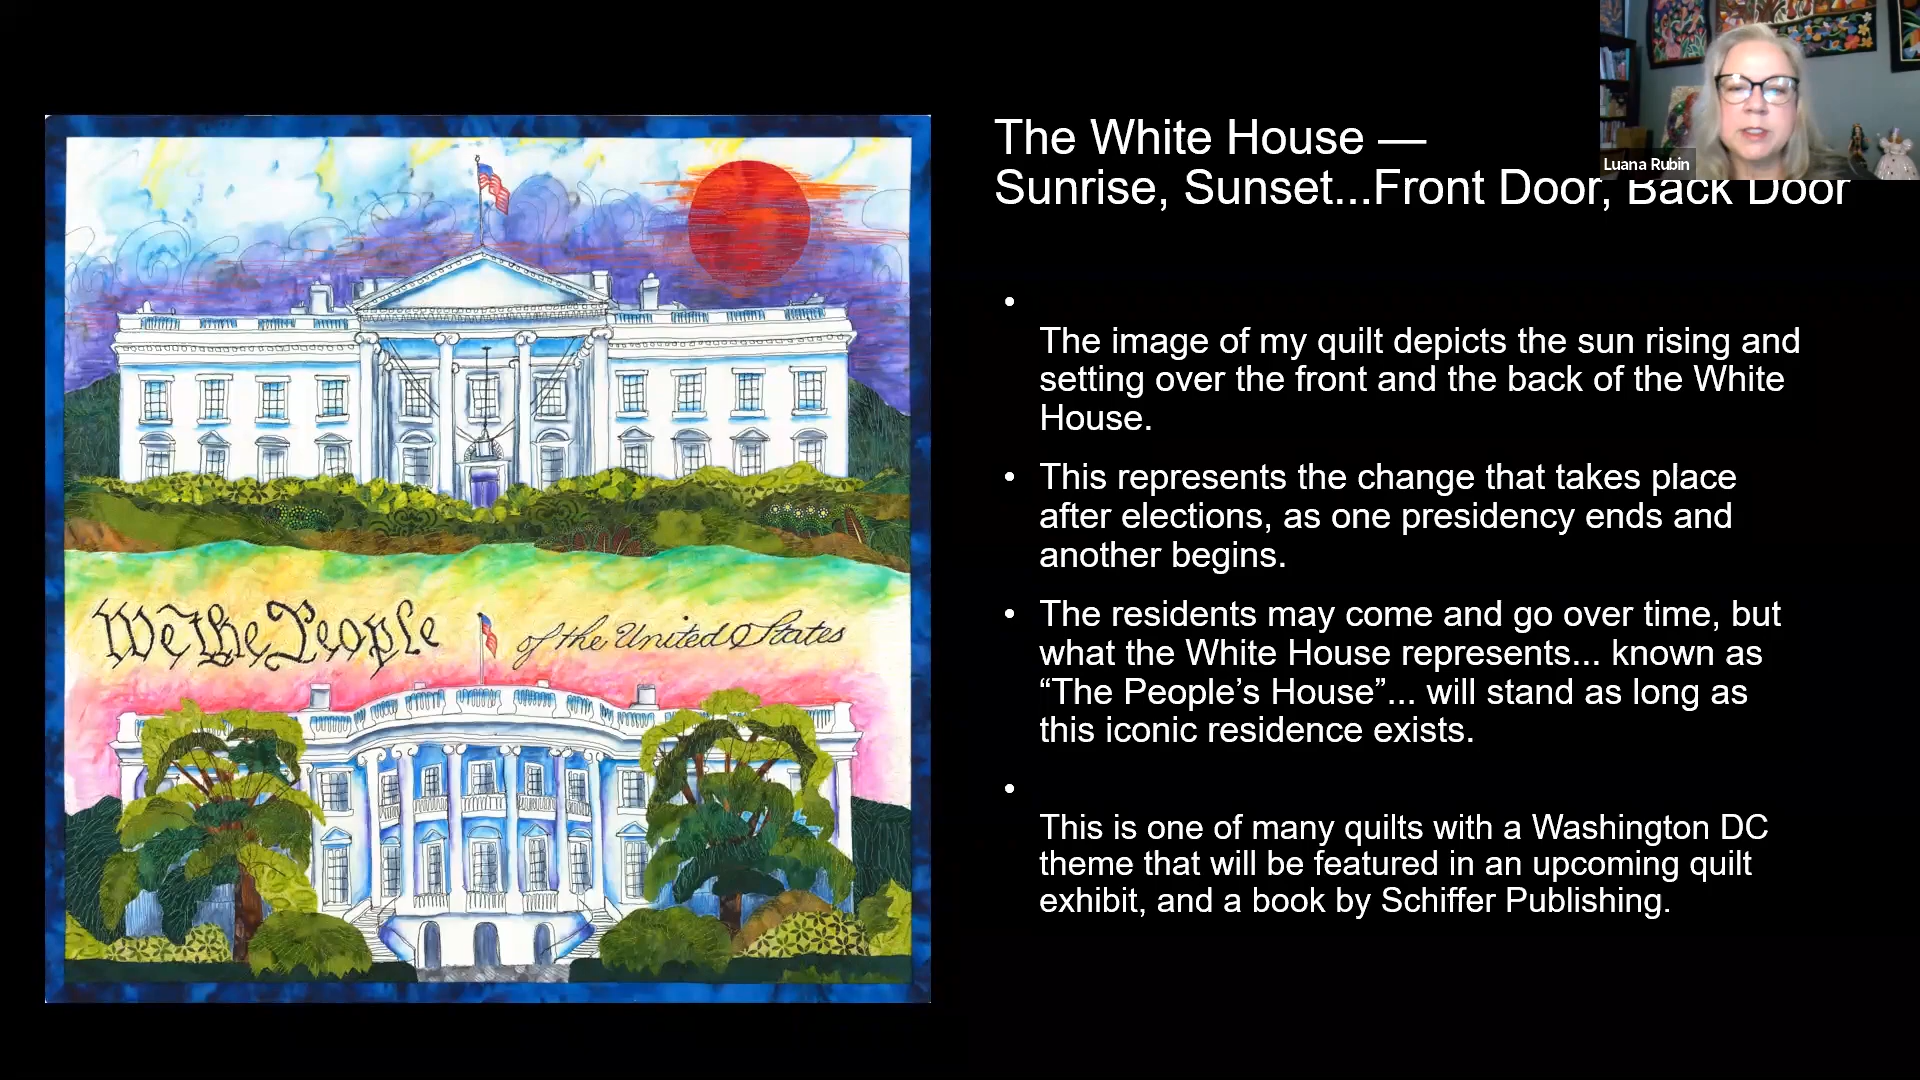 Luana Rubin
The White House —
Sunrise, Sunset...Front Door, Back Door
We the People
of the United States
•
The image of my quilt depicts the sun rising and
setting over the front and the back of the White
House.
• This represents the change that takes place
after elections, as one presidency ends and
another begins.
• The residents may come and go over time, but
what the White House represents... known as
“The People’s House”... will stand as long as
this iconic residence exists.
•
This is one of many quilts with a Washington DC
theme that will be featured in an upcoming quilt
exhibit, and a book by Schiffer Publishing.